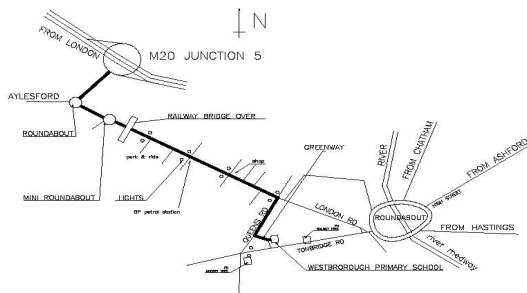 N
FROM LONDON
M20 JUNCTION 5
AYLESFORD
RAILWAY BRIDGE OVER
ROUNDABOUT
GREENWAY
park & ride
shop
RIVER
FROM CHATHAM
FROM ASHFORD
MINI ROUNDABOUT
LIGHTS
BP petrol station
HIGH STREET
ROUNDABOUT
LONDON RD
QUEENS RD
FROM HASTINGS
river medway
TONBRIDGE RD
WESTBOROUGH PRIMARY SCHOOL